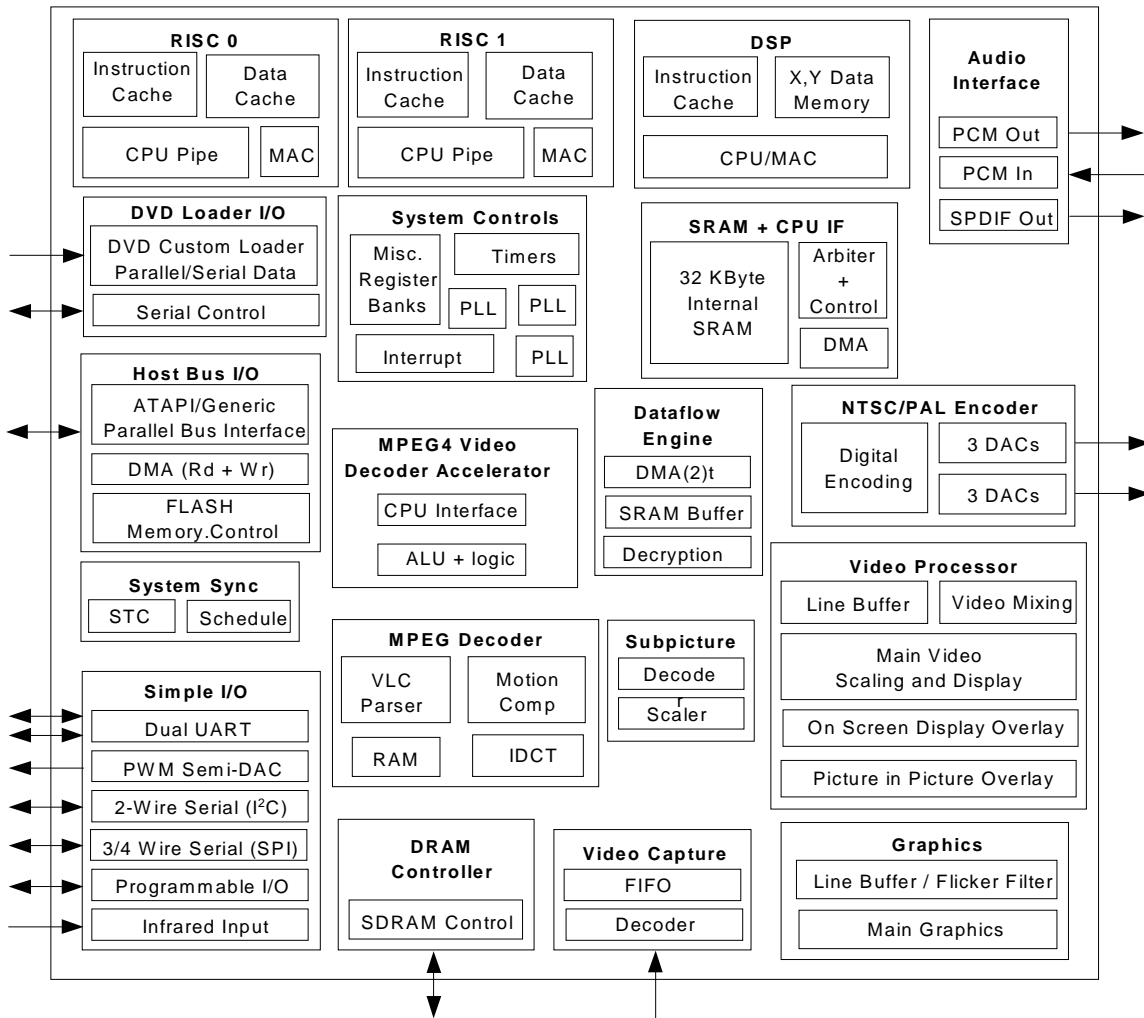 RISC 0
Instruction
Cache
Data
Cache
CPU Pipe
MAC
RISC 1
Instruction
Cache
Data
Cache
CPU Pipe
MAC
DSP
Instruction
Cache
X,Y Data
Memory
CPU/MAC
Audio
Interface
PCM Out
PCM In
SPDIF Out
DVD Loader I/O
DVD Custom Loader
Parallel/Serial Data
Serial Control
System Controls
Misc.
Register
Banks
Timers
PLL
PLL
Interrupt
PLL
SRAM + CPU IF
32 KByte
Internal
SRAM
Arbiter
+
Control
DMA
Host Bus I/O
ATAPI/Generic
Parallel Bus Interface
DMA (Rd + Wr)
FLASH
Memory.Control
MPEG4 Video
Decoder Accelerator
CPU Interface
ALU + logic
Dataflow
Engine
DMA(2)t
SRAM Buffer
Decryption
NTSC/PAL Encoder
Digital
Encoding
3 DACs
3 DACs
System Sync
STC
Schedule
MPEG Decoder
VLC
Parser
Motion
Comp
RAM
IDCT
Subpicture
Decode
r
Scaler
Video Processor
Line Buffer
Video Mixing
Main Video
Scaling and Display
On Screen Display Overlay
Picture in Picture Overlay
Simple I/O
Dual UART
PWM Semi-DAC
2-Wire Serial (I²C)
3/4 Wire Serial (SPI)
Programmable I/O
Infrared Input
DRAM
Controller
SDRAM Control
Video Capture
FIFO
Decoder
Graphics
Line Buffer / Flicker Filter
Main Graphics